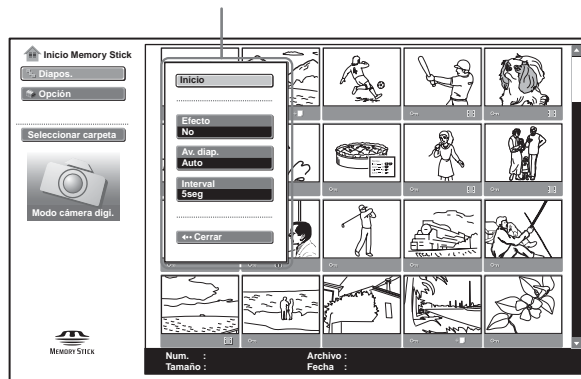 Inicio Memory Stick
Diapos.
Opción
Seleccionar carpeta
Modo cámera digi.
MEMORY STICK
Inicio
Efecto
No
Av. diap.
Auto
Interval
5seg
Cerrar
Num. :
Archivo :
Tamaño :
Fecha :